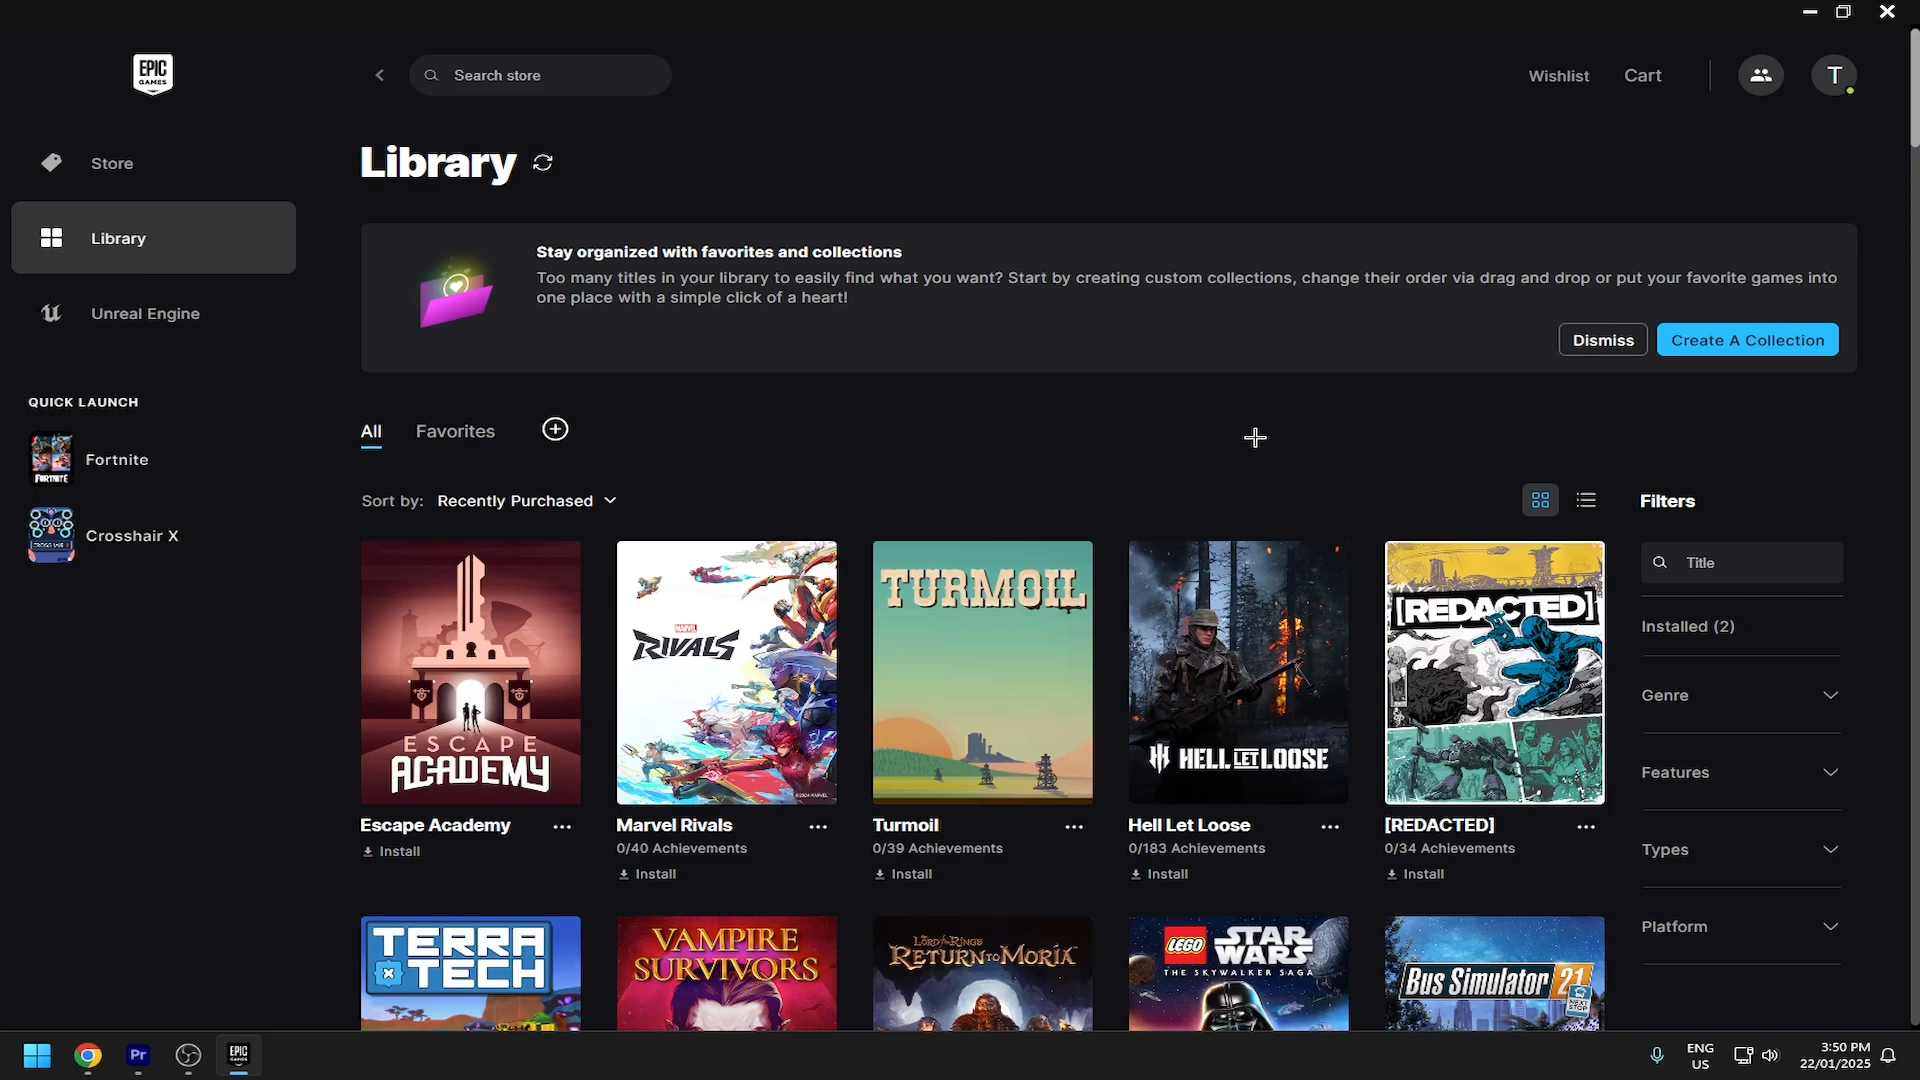 EPIC
GAMES
Search store
Wishlist
Cart
T
Store
Library
Unreal Engine
QUICK LAUNCH
FORTNITE
Fortnite
CROSSHAIR X
Crosshair X
Library
Stay organized with favorites and collections
Too many titles in your library to easily find what you want? Start by creating custom collections, change their order via drag and drop or put your favorite games into
one place with a simple click of a heart!
Dismiss
Create A Collection
All
Favorites
Sort by: Recently Purchased
ESCAPE
ACADEMY
MARVEL
RIVALS
TURMOIL
HELL LET LOOSE
[REDACTED]
Escape Academy
Install
Marvel Rivals
0/40 Achievements
Install
Turmoil
0/39 Achievements
Install
Hell Let Loose
0/183 Achievements
Install
[REDACTED]
0/34 Achievements
Install
TERRA
TECH
VAMPIRE
SURVIVORS
THE LORD OF THE RINGS
RETURN TO MORIA
LEGO STAR WARS
THE SKYWALKER SAGA
Bus Simulator 21
NEXT
STOP
Filters
Title
Installed (2)
Genre
Features
Types
Platform
Pr
EPIC
GAMES
ENG
US
3:50 PM
22/01/2025